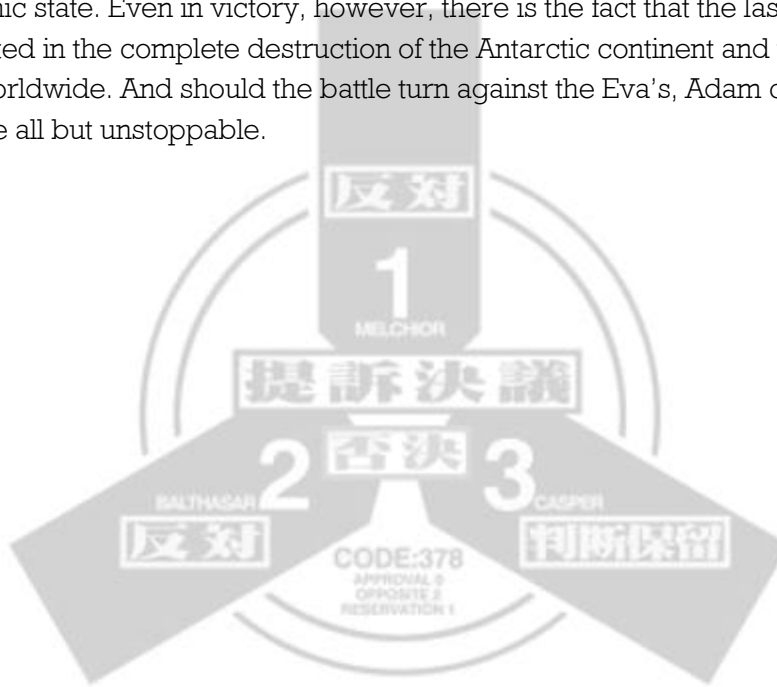 nic state. Even in victory, however, there is the fact that the las
ted in the complete destruction of the Antarctic continent and
orldwide. And should the battle turn against the Eva's, Adam
e all but unstoppable.
反対
1
MELCHIOR
提訴決議
否決
2
3
BALTHASAR
CASPER
反対
判断保留
CODE:378
APPROVAL 0
OPPOSITE 2
RESERVATION 1